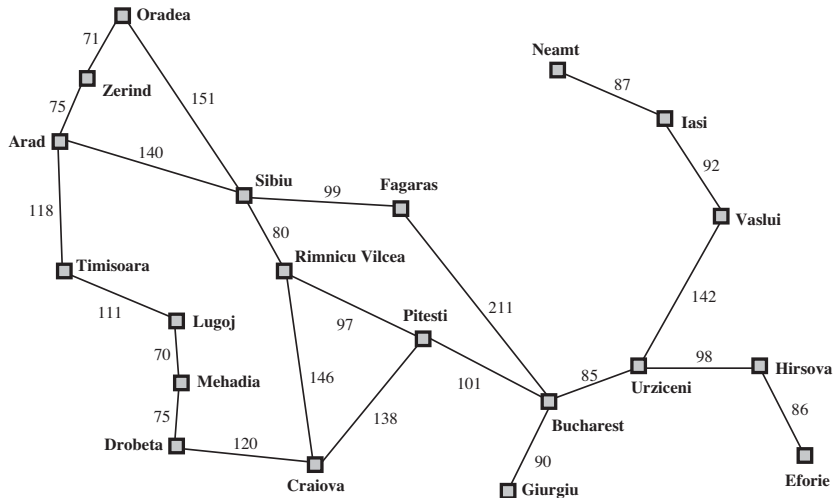 Oradea
71
Neamt
Zerind
87
151
75
Iasi
Arad
140
92
Sibiu
Fagaras
99
118
Vaslui
80
Timisoara
Rimnicu Vilcea
142
111
211
Lugoj
Pitesti
97
70
98
Hirsova
Mehadia
146
101
85
Urziceni
86
75
138
Bucharest
Drobeta
120
90
Craiova
Giurgiu
Eforie